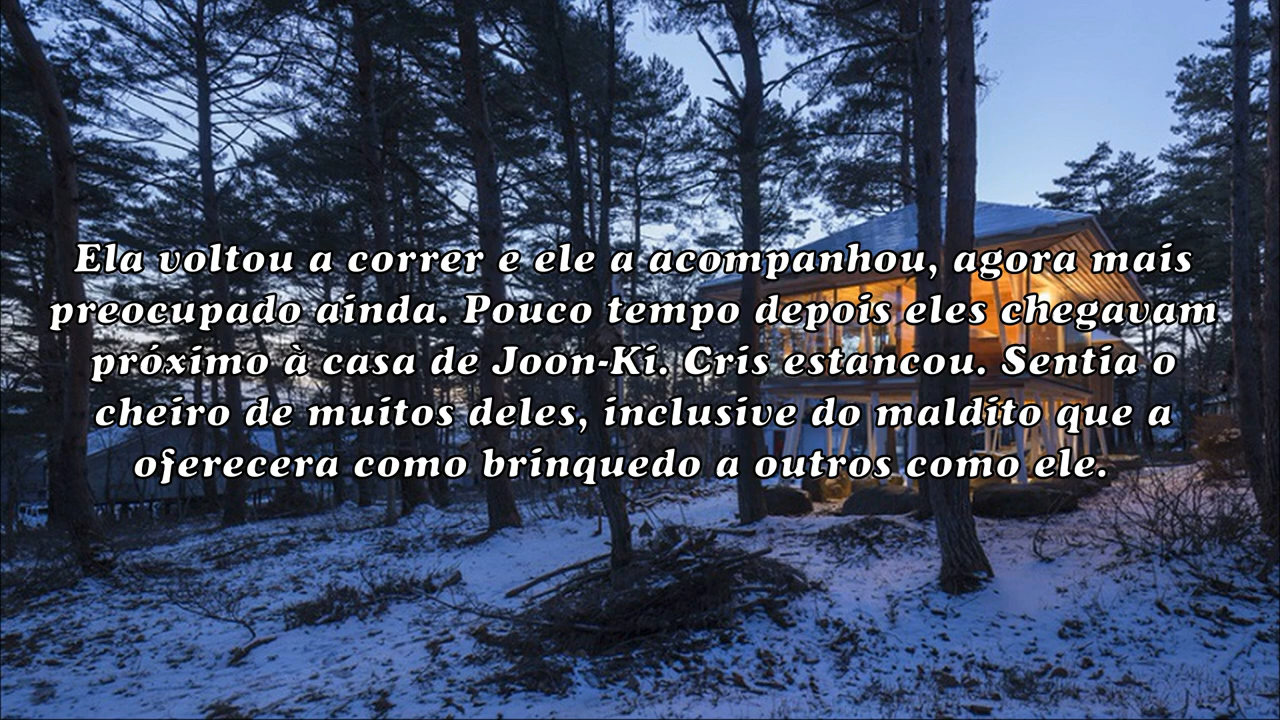 Ela voltou a correr e ele a acompanhou, agora mais
preocupado ainda. Pouco tempo depois eles chegavam
próximo à casa de Joon-Ki. Cris estancou. Sentia o
cheiro de muitos deles, inclusive do maldito que a
oferecera como brinquedo a outros como ele.